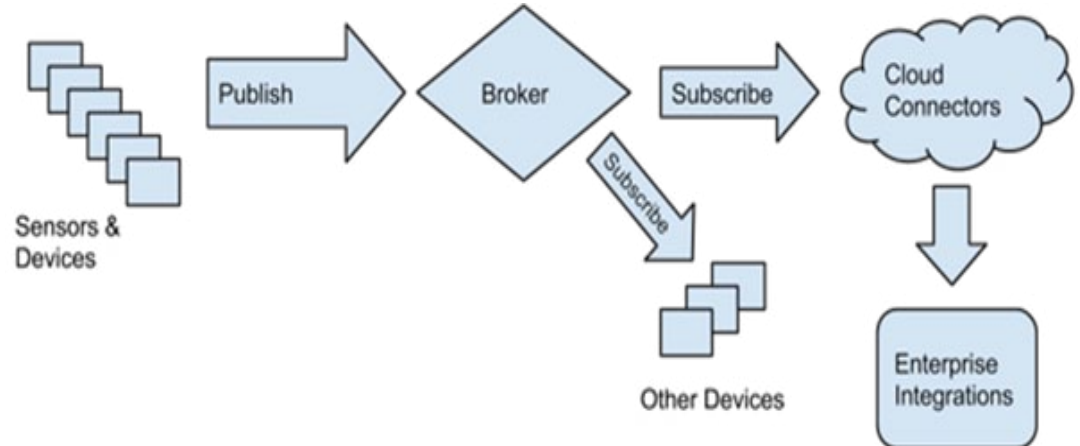 Publish
Broker
Subscribe
Cloud
Connectors
Subscribe
Sensors &
Devices
Other Devices
Enterprise
Integrations